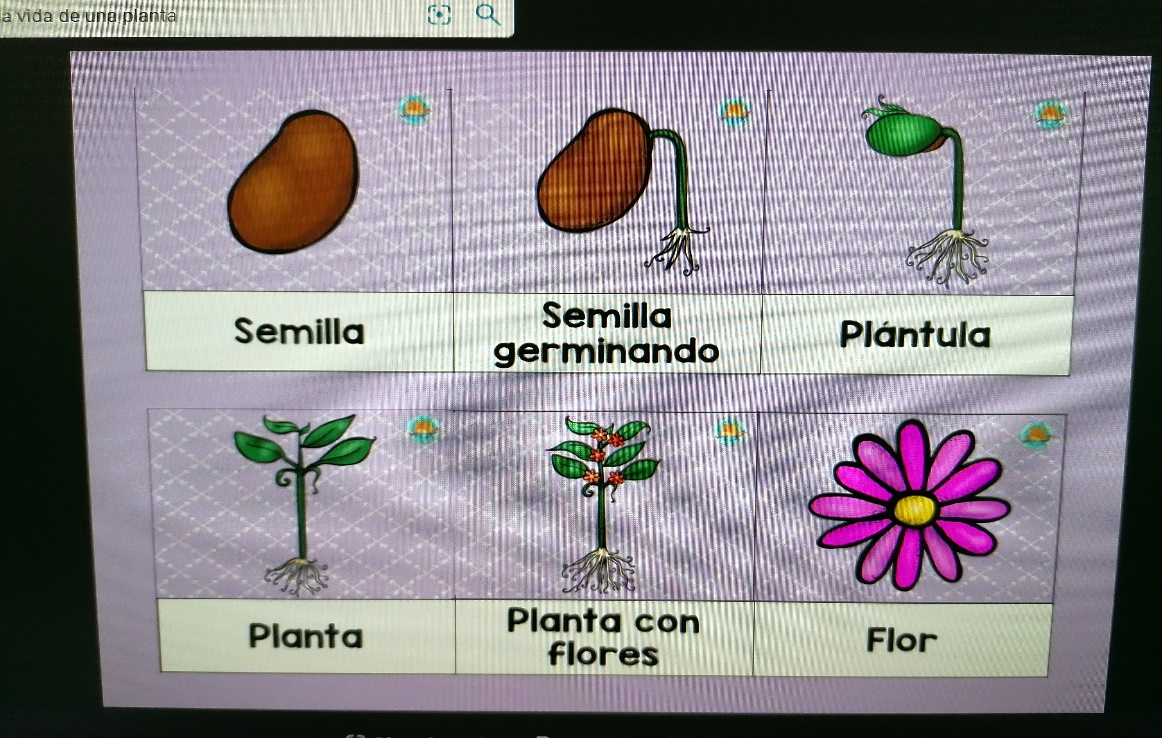 a vida de una planta
Semilla
Semilla
germinando
Plántula
Planta
Planta con
flores
Flor